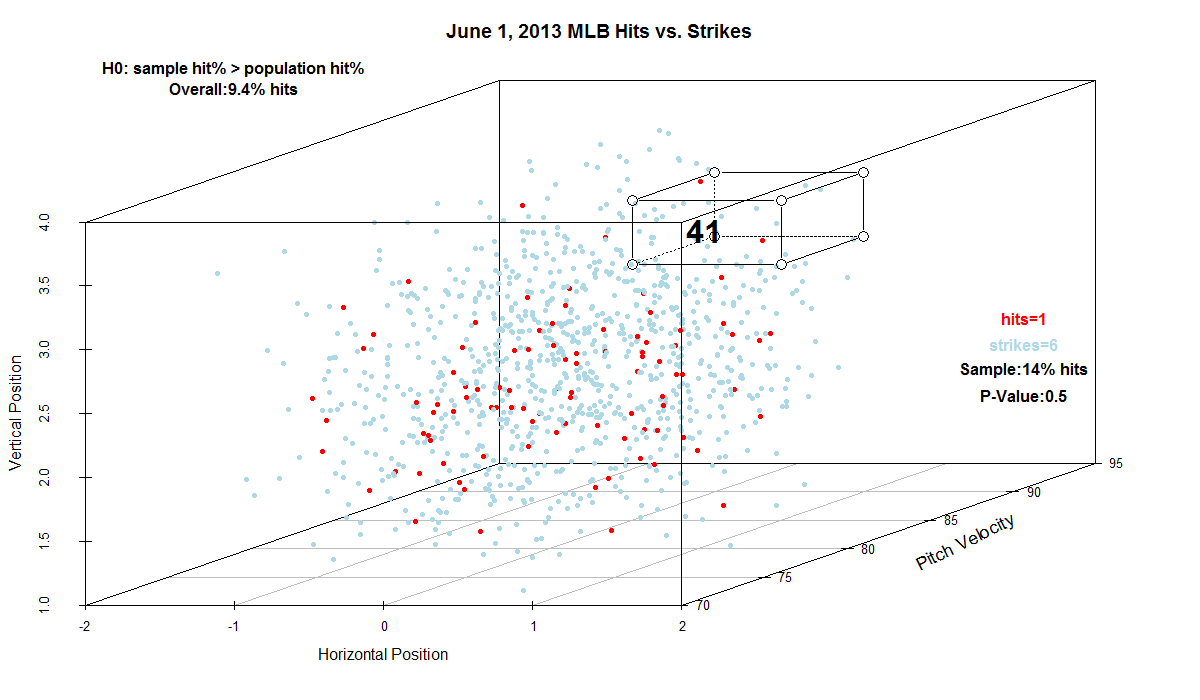 June 1, 2013 MLB Hits vs. Strikes
H0: sample hit% > population hit%
Overall:9.4% hits
41
hits=1
strikes=6
Sample:14% hits
P-Value:0.5
Vertical Position
4.0
3.5
3.0
2.5
2.0
1.5
1.0
-2
-1
0
1
2
Horizontal Position
95
90
85
80
75
70
Pitch Velocity